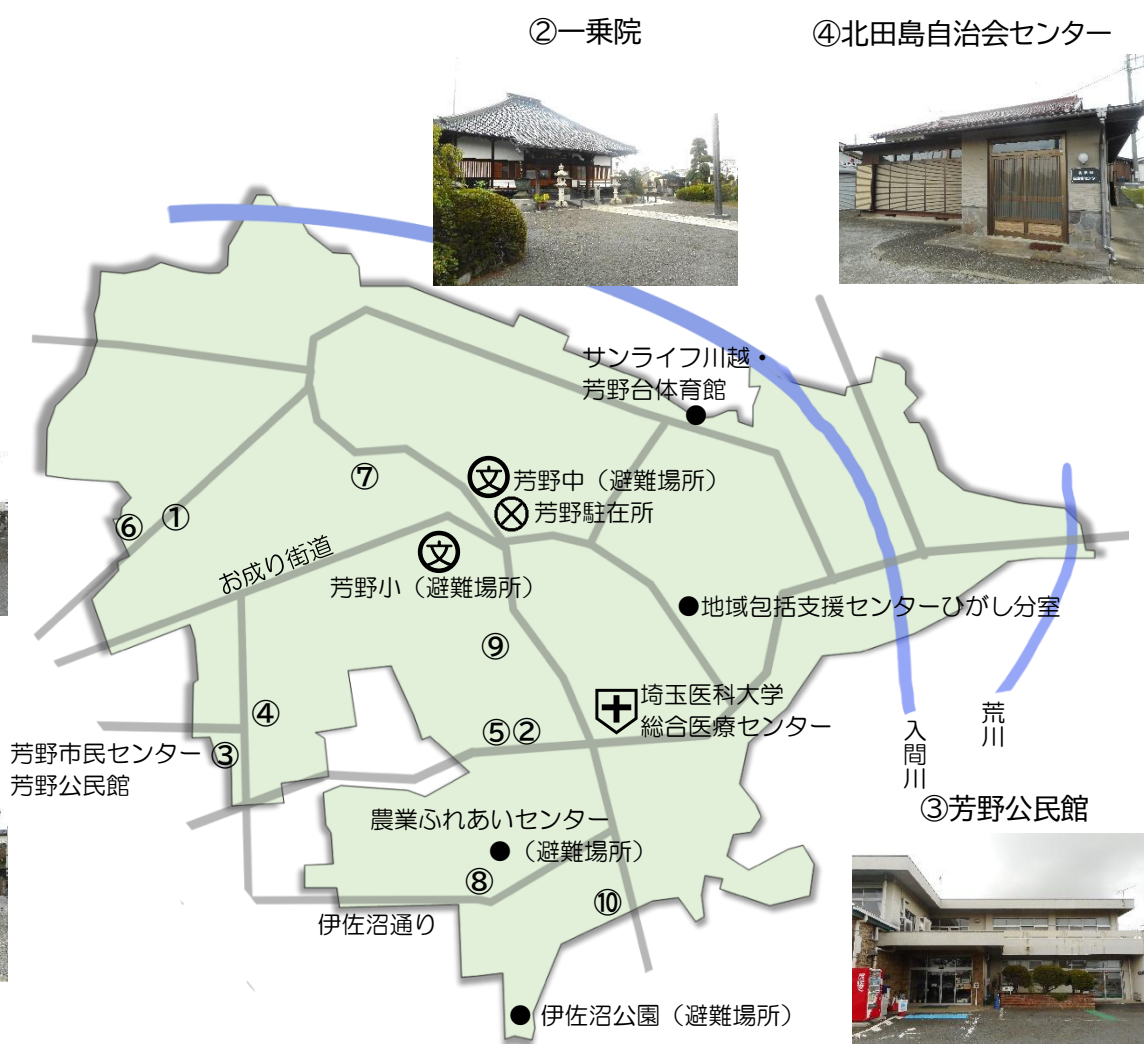 ②一乗院
④北田島自治会センター
サンライフ川越・
芳野台体育館
⑦
文
芳野中（避難場所）
芳野駐在所
⑥
①
お成り街道
文
芳野小（避難場所）
●地域包括支援センターひがし分室
⑨
④
⑤②
埼玉医科大学
総合医療センター
芳野市民センター
芳野公民館
③
入間川
荒川
③芳野公民館
農業ふれあいセンター
（避難場所）
⑧
⑩
伊佐沼通り
伊佐沼公園（避難場所）